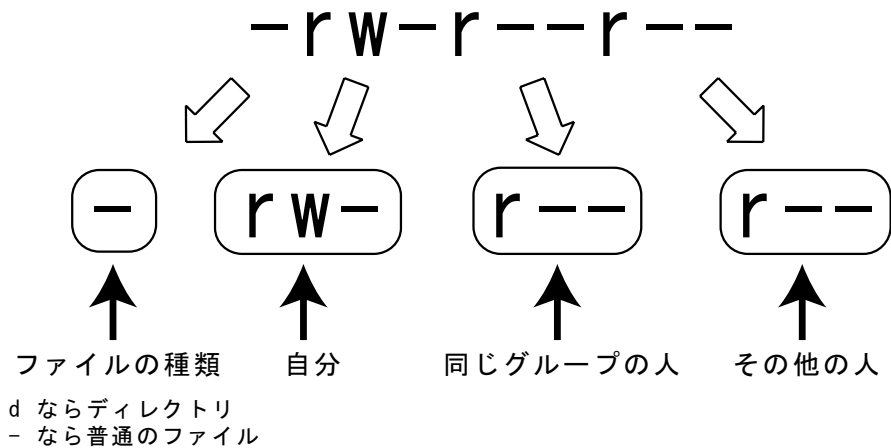 -rw-r--r--
- rw- r-- r--
ファイルの種類 自分 同じグループの人 その他の人
d ならディレクトリ
- なら普通のファイル